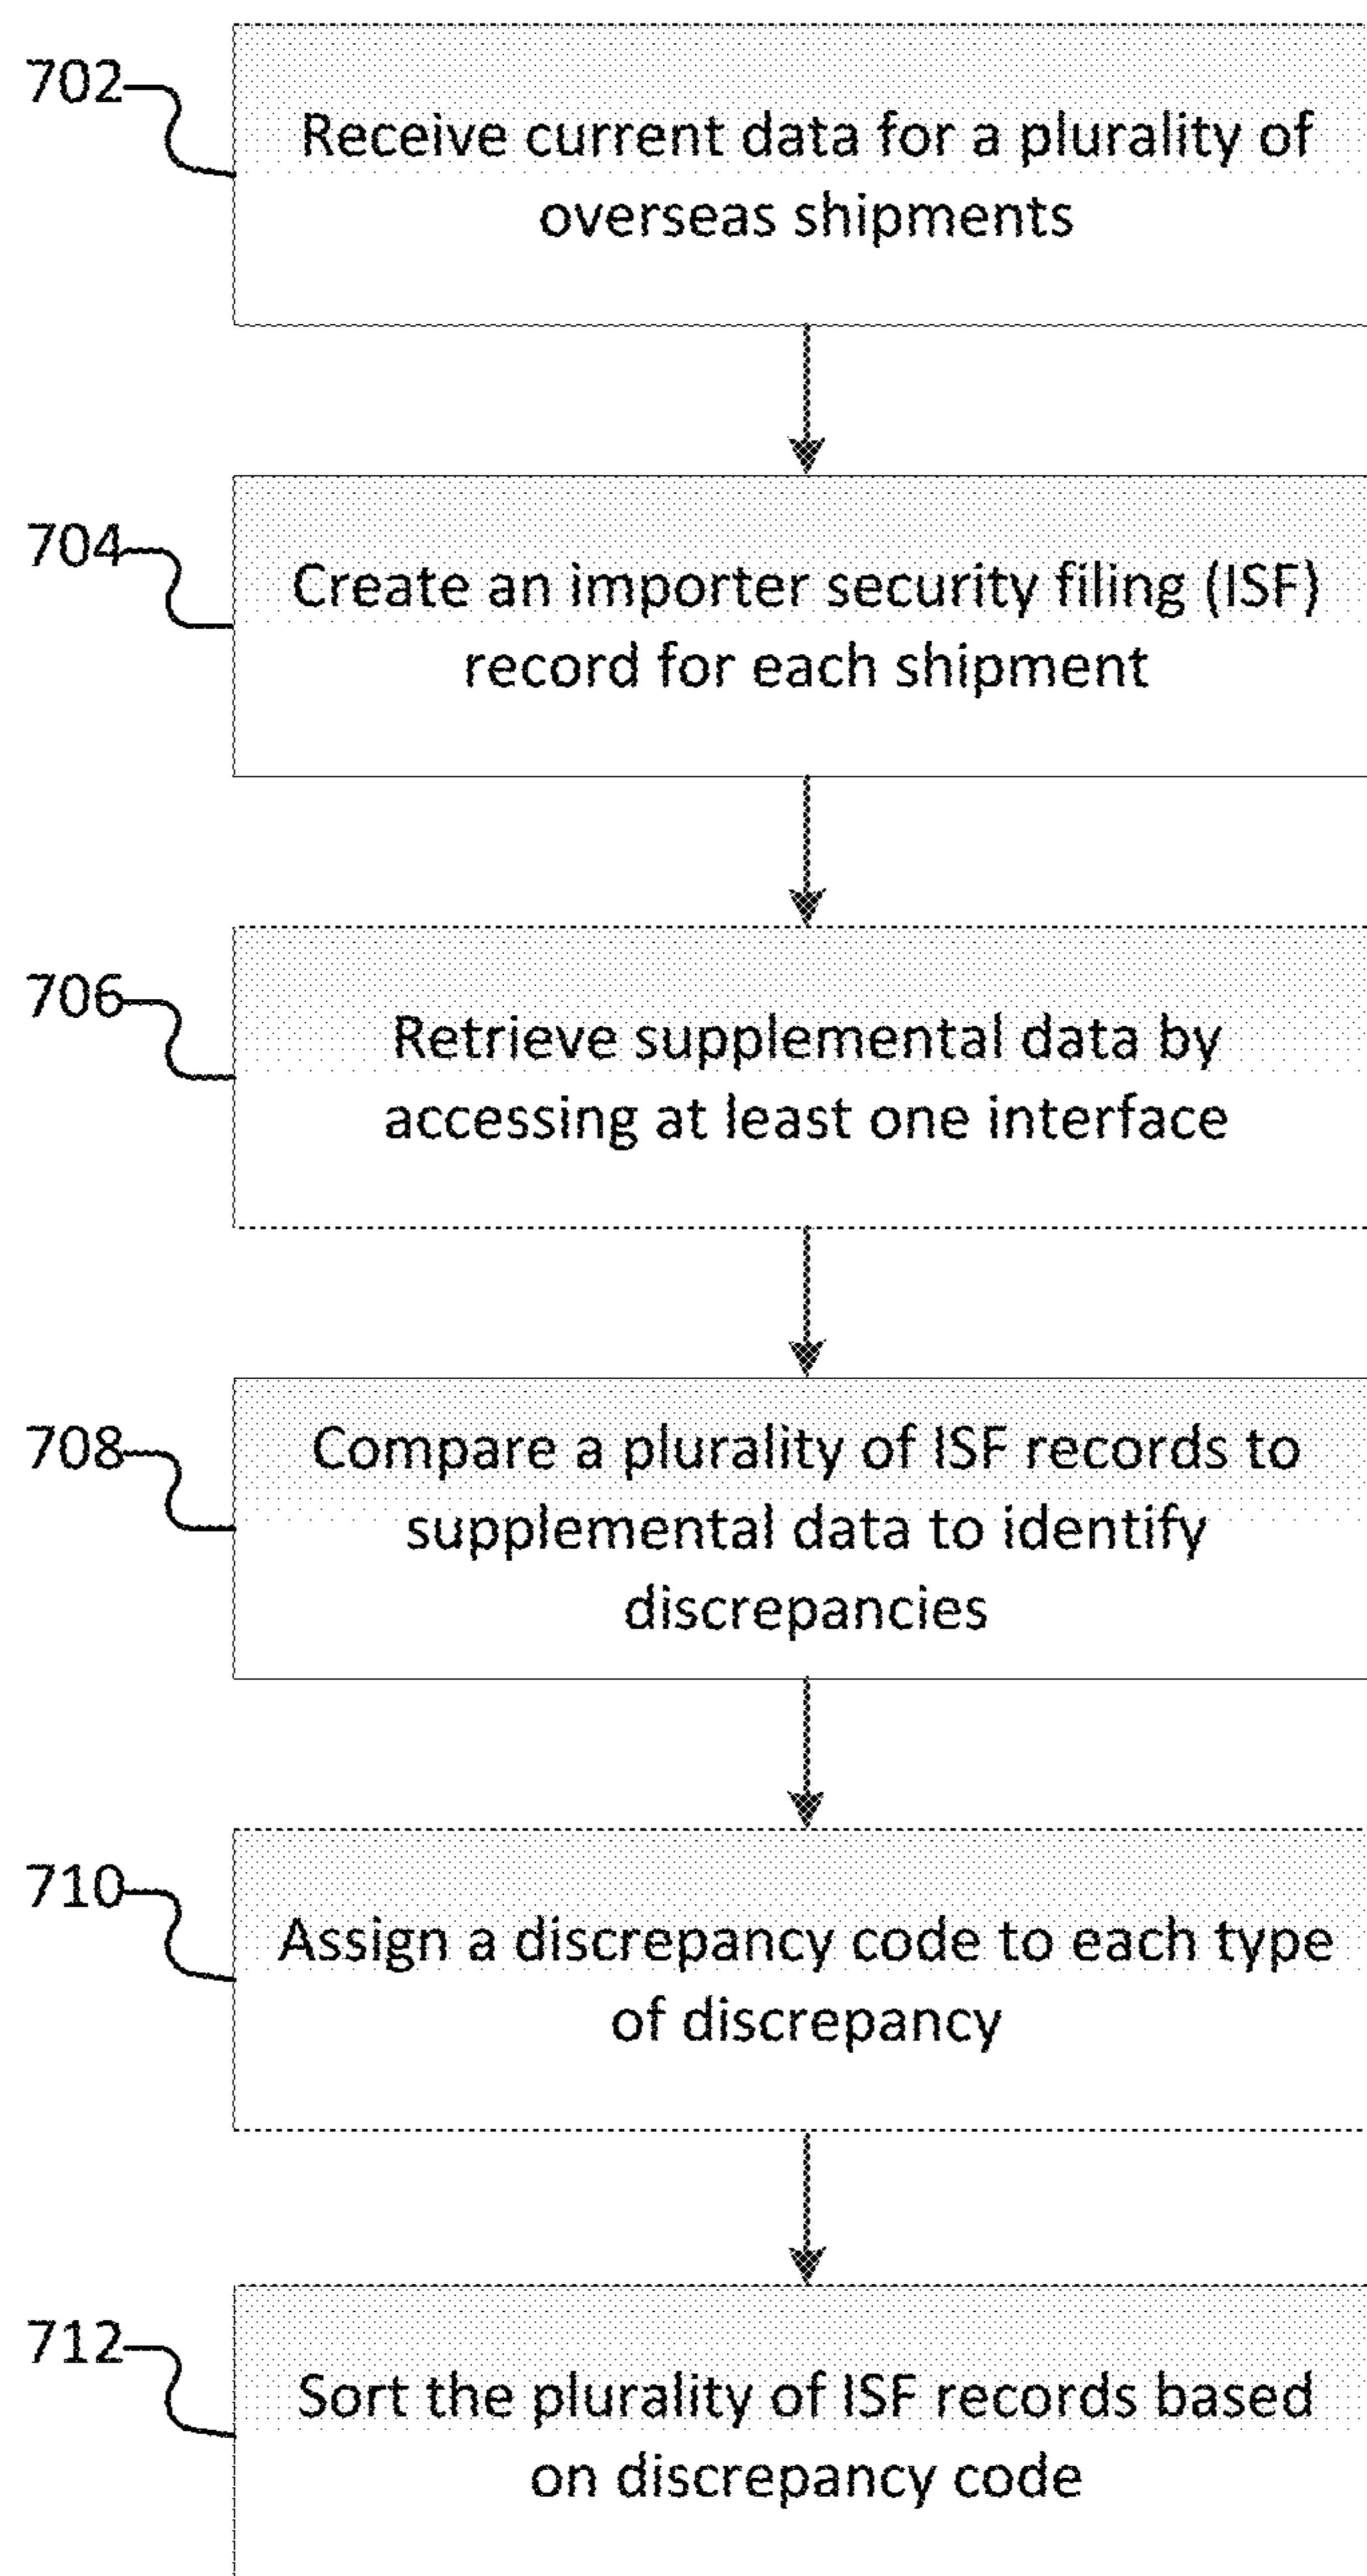 702
Receive current data for a plurality of
overseas shipments
704
Create an importer security filing (ISF)
record for each shipment
706
Retrieve supplemental data by
accessing at least one interface
708
Compare a plurality of ISF records to
supplemental data to identify
discrepancies
710
Assign a discrepancy code to each type
of discrepancy
712
Sort the plurality of ISF records based
on discrepancy code